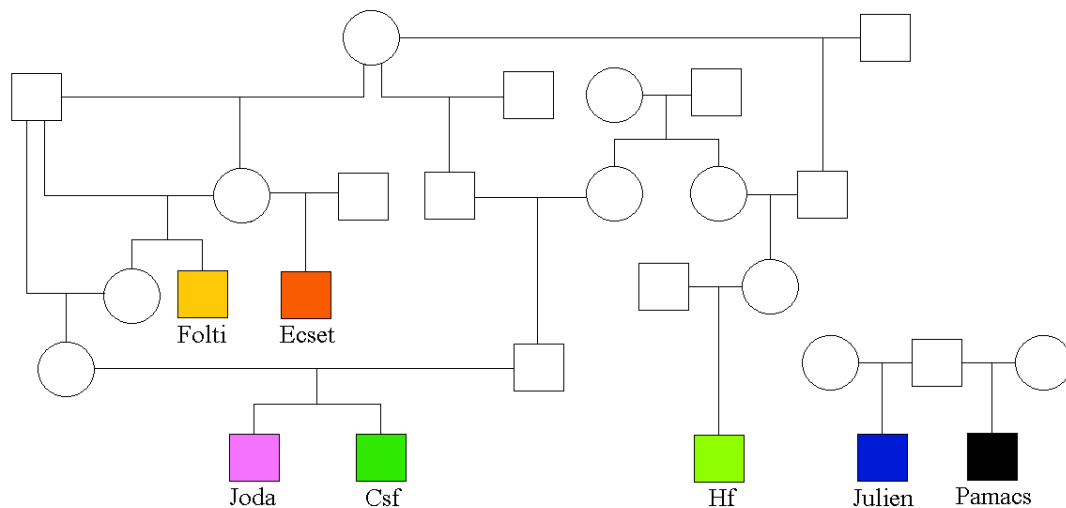 Folti
Ecset
Joda
Csf
Hf
Julien
Pamacs